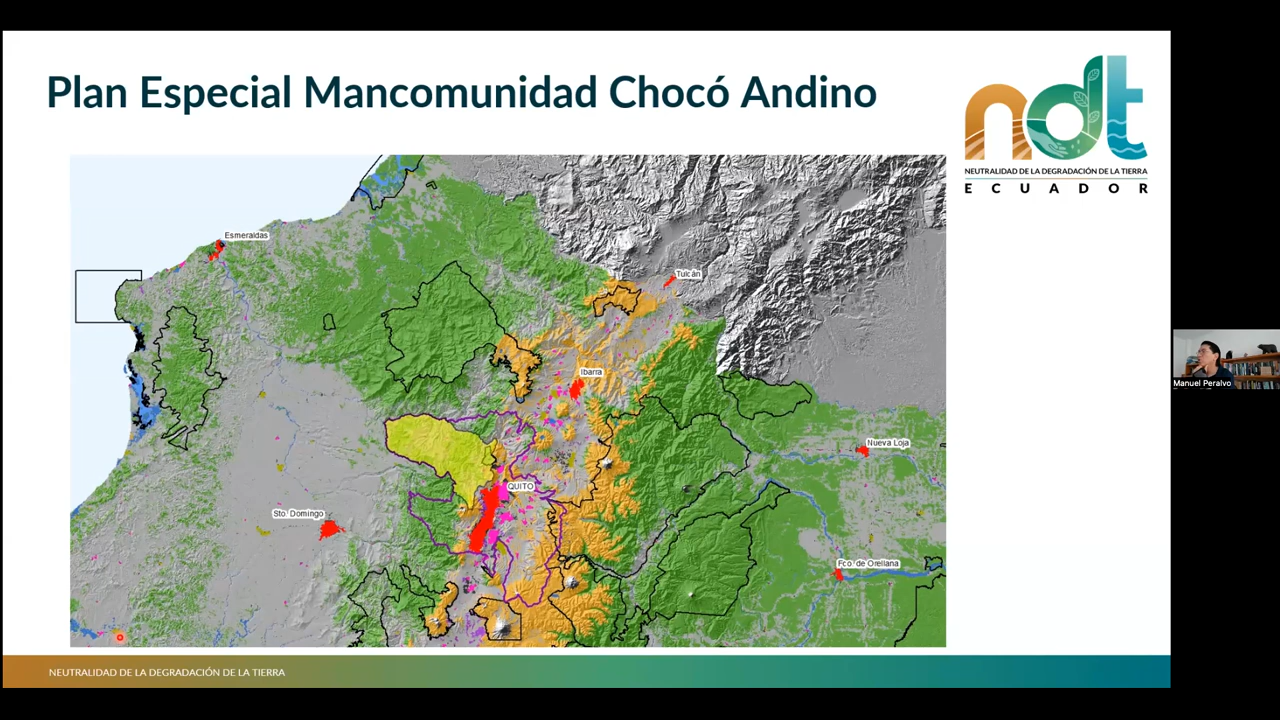 Plan Especial Mancomunidad Chocó Andino
ndt
NEUTRALIDAD DE LA DEGRADACIÓN DE LA TIERRA
ECUADOR
Esmeraldas
Tulcán
Ibarra
Nueva Loja
QUITO
Sto. Domingo
Fco. de Orellana
Manuel Peralvo
NEUTRALIDAD DE LA DEGRADACIÓN DE LA TIERRA